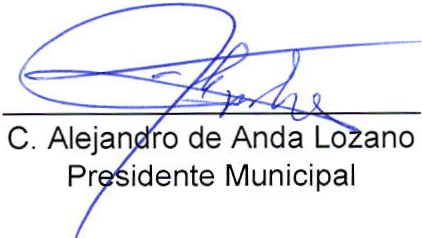 C. Alejandro de Anda Lozano
Presidente Municipal